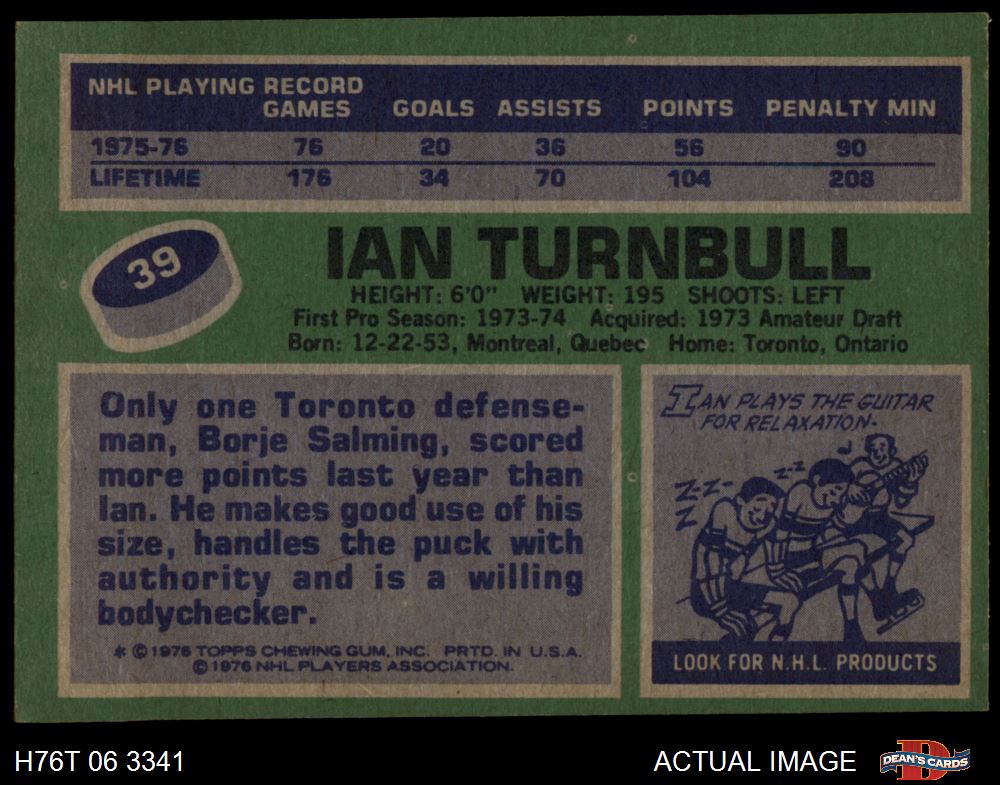 NHL PLAYING RECORD
GAMES GOALS ASSISTS POINTS PENALTY MIN
1975-76 76 20 36 56 90
LIFETIME 176 34 70 104 208
39
IAN TURNBULL
HEIGHT: 6'0" WEIGHT: 195 SHOOTS: LEFT
First Pro Season: 1973-74 Acquired: 1973 Amateur Draft
Born: 12-22-53, Montreal, Quebec Home: Toronto, Ontario
Only one Toronto defense-
man, Borje Salming, scored
more points last year than
Ian. He makes good use of his
size, handles the puck with
authority and is a willing
bodychecker.
* © 1976 TOPPS CHEWING GUM, INC. PRTD. IN U.S.A.
© 1976 NHL PLAYERS ASSOCIATION.
IAN PLAYS THE GUITAR
FOR RELAXATION.
Z-Z-
Z
Z-Z
LOOK FOR N.H.L. PRODUCTS
H76T 06 3341 ACTUAL IMAGE D DEAN'S CARDS